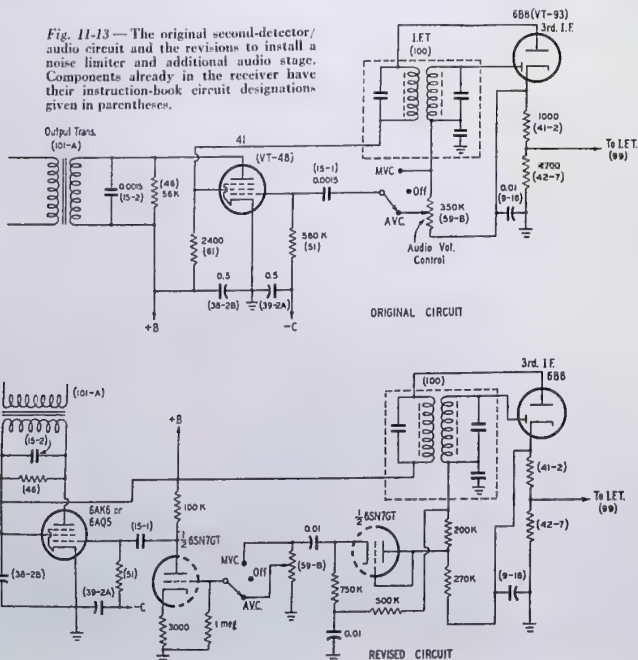 Fig. 11-13 — The original second-detector/
audio circuit and the revisions to install a
noise limiter and additional audio stage.
Components already in the receiver have
their instruction-book circuit designations
given in parentheses.
6B8(VT-93)
3rd. I.F.
I.F.T
(100)
Output Trans.
(101-A)
41
(VT-48)
MVC
Off
A.V.C.
(15-1)
0.0015
0.0015
(15-2)
(46)
56K
1000
(41-2)
To I.F.T.
(99)
4700
(42-7)
0.01
(9-18)
350K
(59-B)
Audio Vol.
Control
2400
(61)
560 K
(51)
0.5
(38-2B)
0.5
(39-2A)
+B
-C
ORIGINAL CIRCUIT
3rd. I.F.
6B8
(100)
(101-A)
+B
(15-2)
(46)
100 K
6AK6 or
6AQ5
(15-1)
½ 6SN7GT
MVC
Off
A.V.C.
0.01
½ 6SN7GT
(59-B)
200K
270K
(41-2)
To I.F.T.
(99)
(42-7)
(9-18)
(51)
(38-2B)
(39-2A)
-C
750K
500K
0.01
3000
1 meg
REVISED CIRCUIT